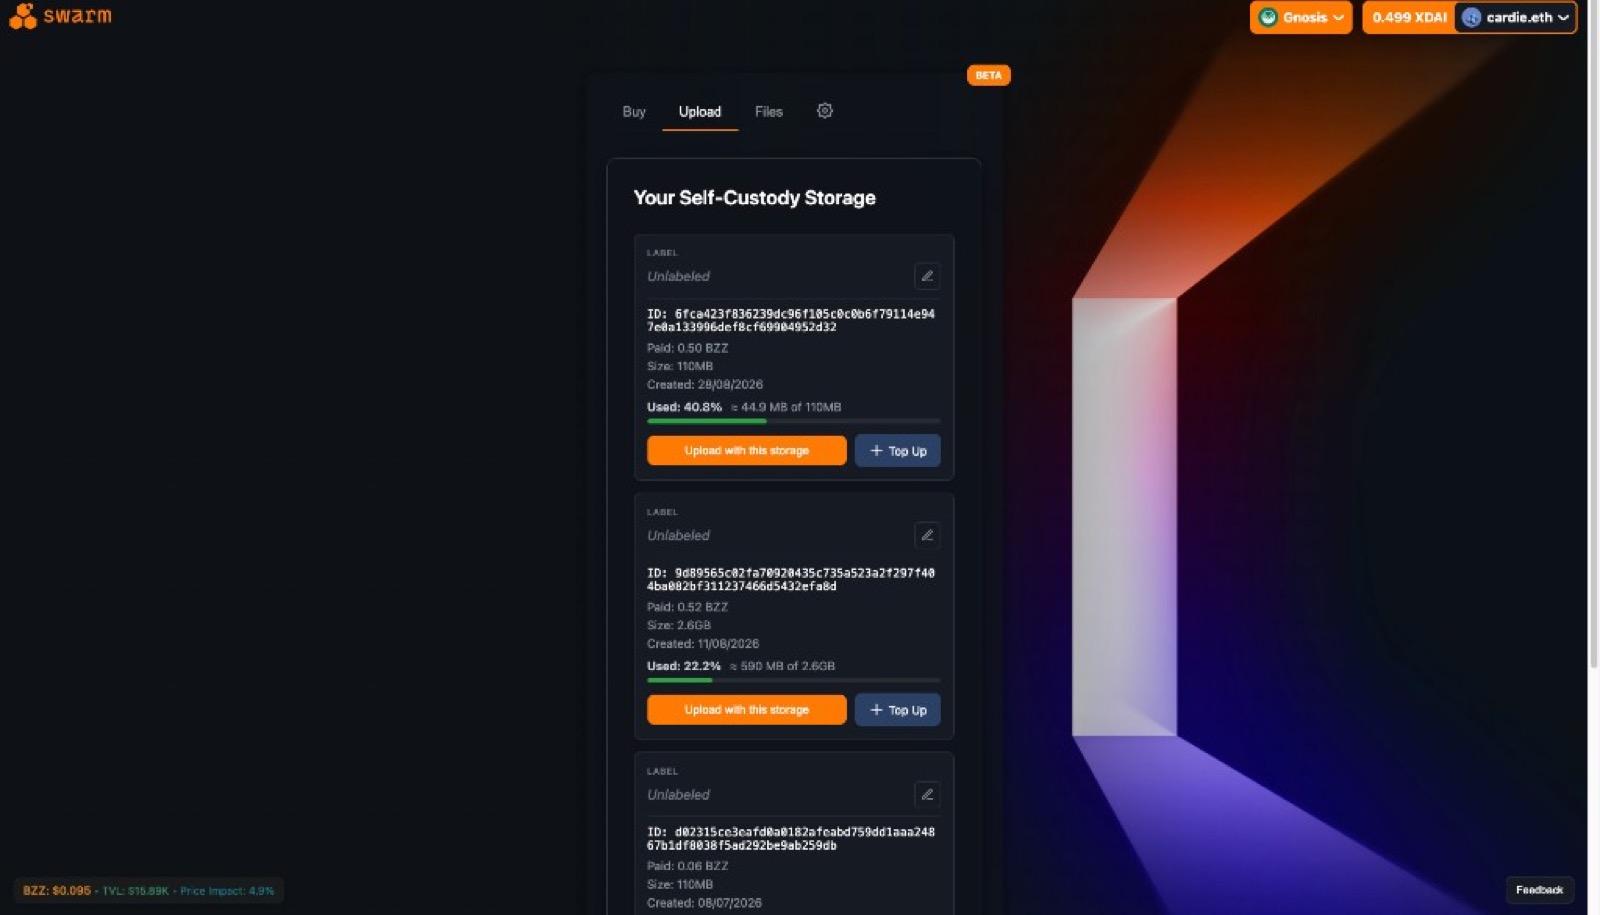 swarm
Gnosis
0.499 XDAI
cardie.eth
BETA
Buy
Upload
Files
Your Self-Custody Storage
LABEL
Unlabeled
ID: 6fca423f836239dc96f105c0c0b6f79114e94
7e0a133996def8cf69904952d32
Paid: 0.50 BZZ
Size: 110MB
Created: 28/08/2026
Used: 40.8% ≈ 44.9 MB of 110MB
Upload with this storage
+ Top Up
LABEL
Unlabeled
ID: 9d89565c02fa70920435c735a523a2f297f40
4ba082bf311237466d5432efa8d
Paid: 0.52 BZZ
Size: 2.6GB
Created: 11/08/2026
Used: 22.2% ≈ 590 MB of 2.6GB
Upload with this storage
+ Top Up
LABEL
Unlabeled
ID: d02315ce3eafd0a0182afeabd759dd1aaa248
67b1df8038f5ad292be9ab259db
Paid: 0.06 BZZ
Size: 110MB
Created: 08/07/2026
BZZ: $0.095 • TVL: $15.89K • Price Impact: 4.9%
Feedback